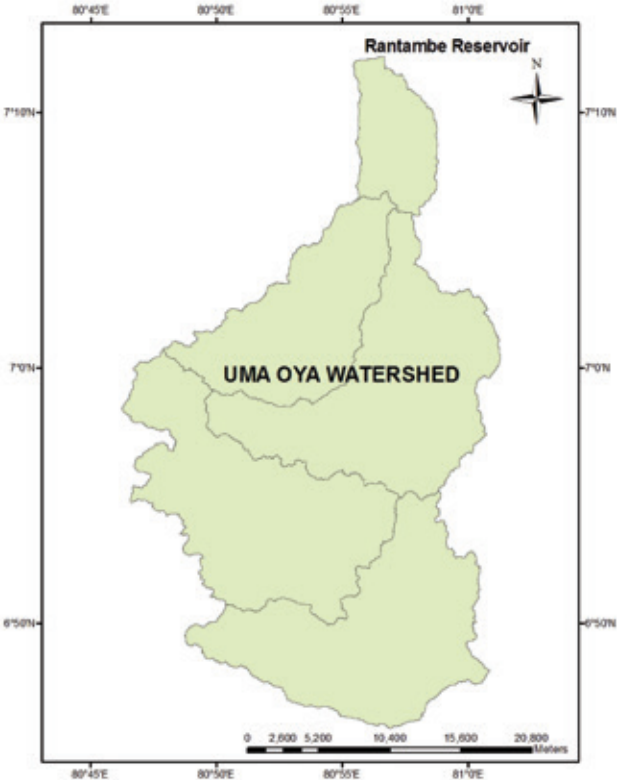 80°45'E 80°50'E 80°55'E 81°0'E
Rantambe Reservoir
N
7°10'N 7°10'N
7°0'N 7°0'N
UMA OYA WATERSHED
6°50'N 6°50'N
0 2,600 5,200 10,400 15,600 20,800
Meters
80°45'E 80°50'E 80°55'E 81°0'E